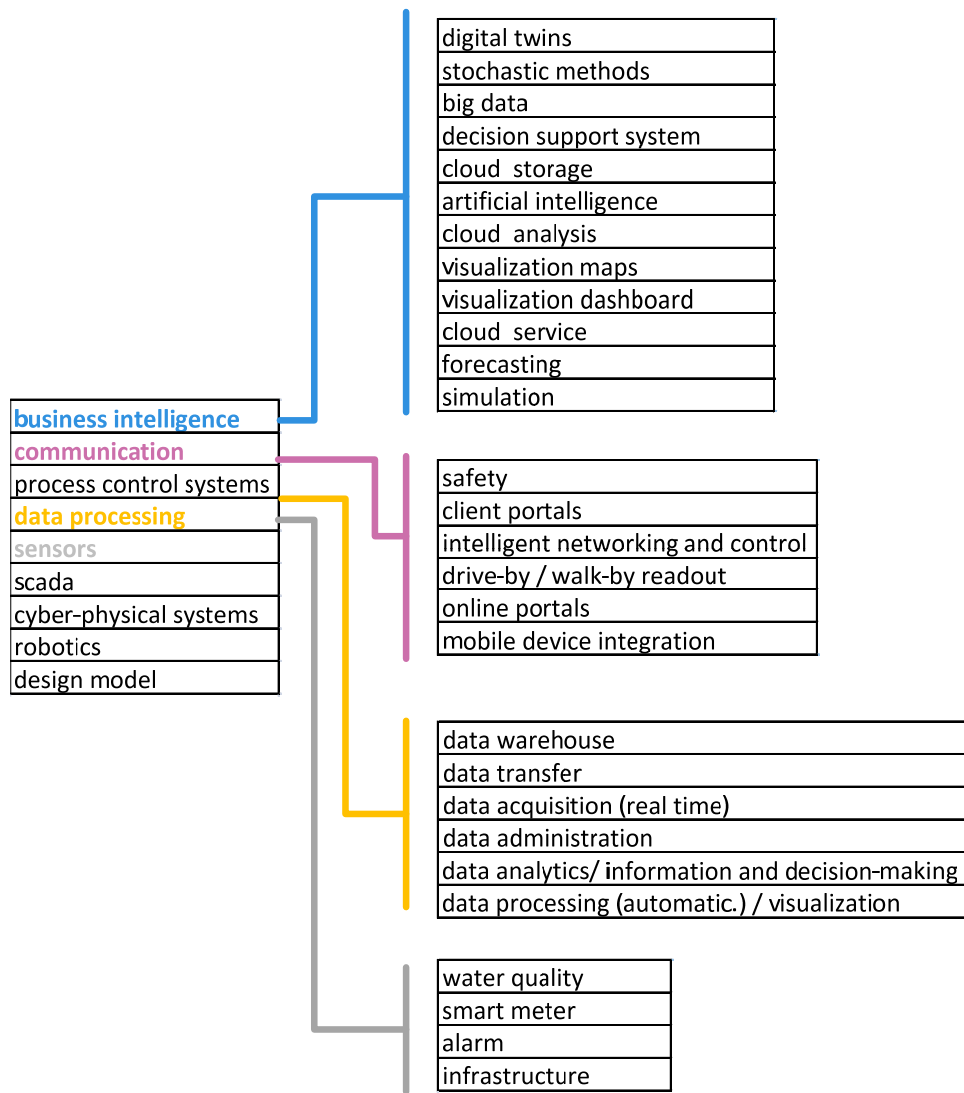 digital twins
stochastic methods
big data
decision support system
cloud storage
artificial intelligence
cloud analysis
visualization maps
visualization dashboard
cloud service
forecasting
simulation
business intelligence
communication
process control systems
data processing
sensors
scada
cyber-physical systems
robotics
design model
safety
client portals
intelligent networking and control
drive-by / walk-by readout
online portals
mobile device integration
data warehouse
data transfer
data acquisition (real time)
data administration
data analytics/ information and decision-making
data processing (automatic.) / visualization
water quality
smart meter
alarm
infrastructure